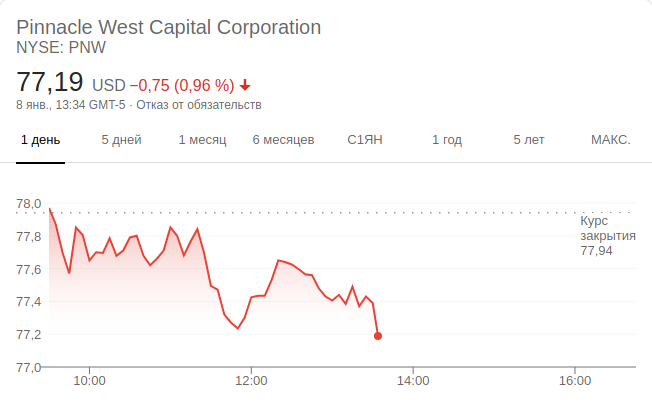 Pinnacle West Capital Corporation
NYSE: PNW
77,19 USD −0,75 (0,96 %)
8 янв., 13:34 GMT-5 · Отказ от обязательств
1 день 5 дней 1 месяц 6 месяцев С1ЯН 1 год 5 лет МАКС.
78,0
Курс
закрытия
77,94
77,8
77,6
77,4
77,2
77,0
10:00 12:00 14:00 16:00